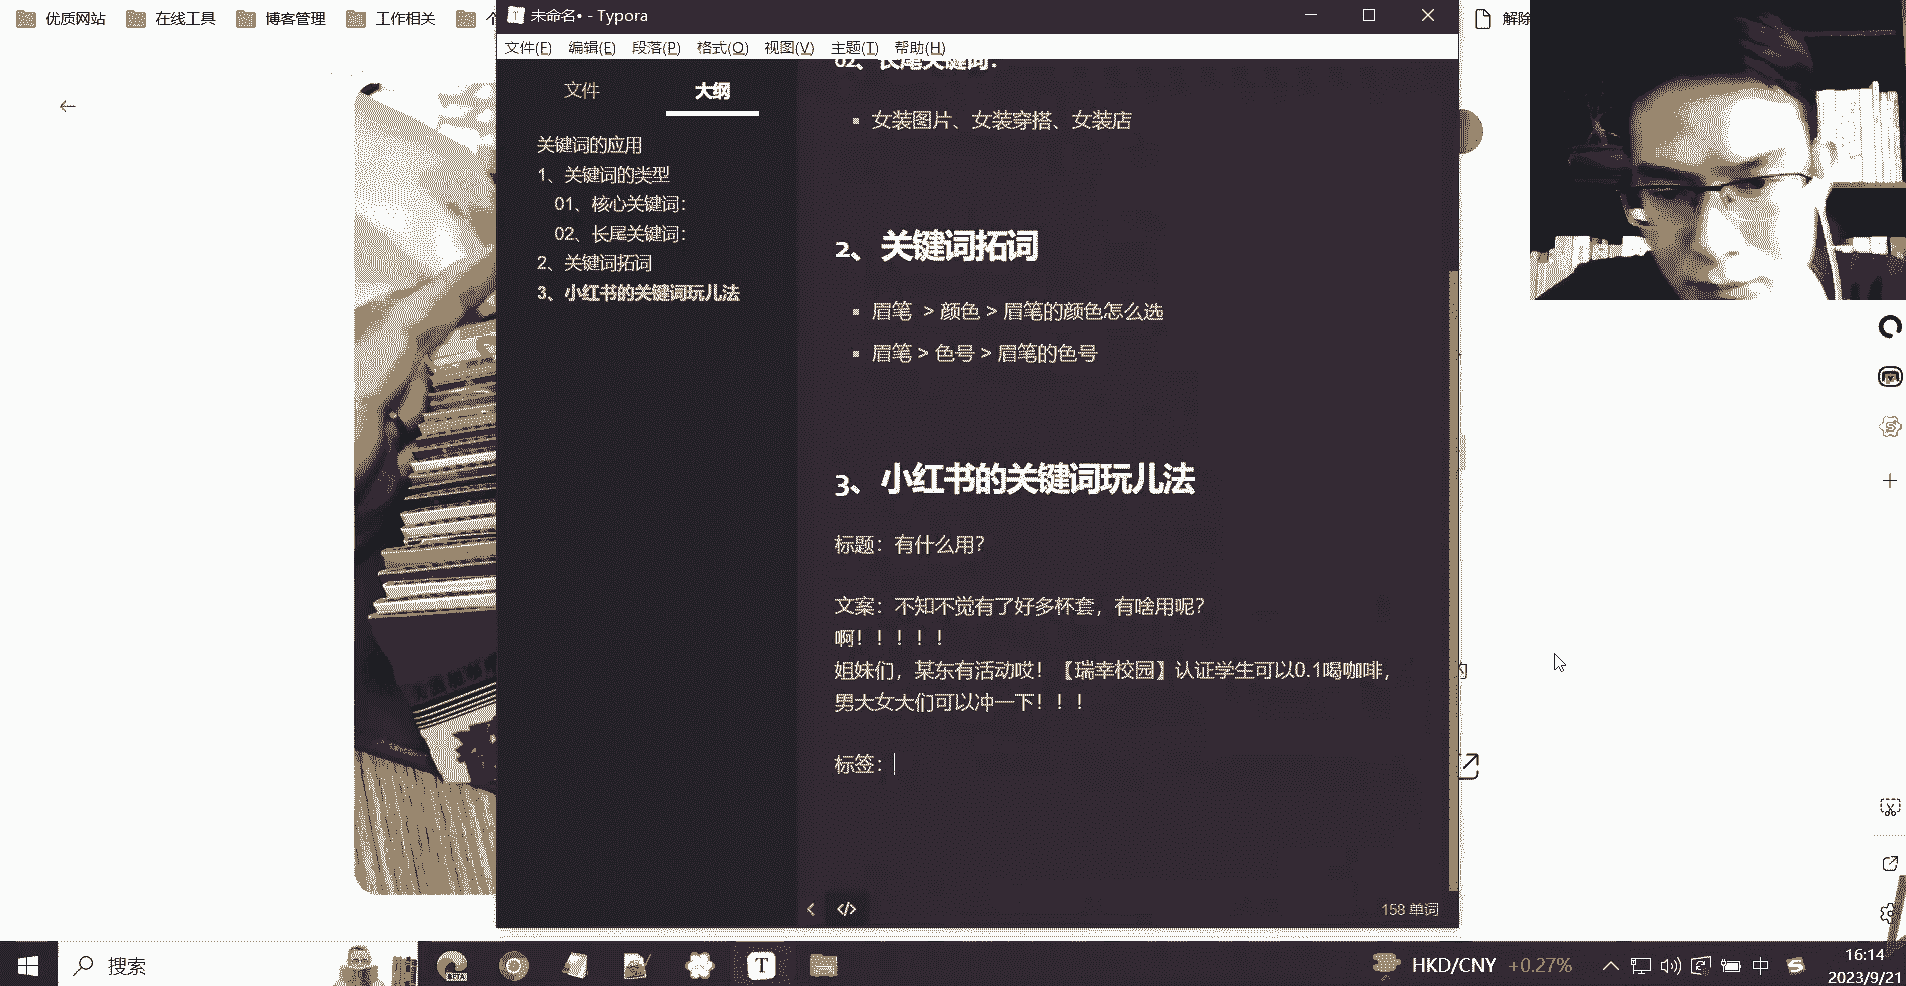 优质网站
在线工具
博客管理
工作相关
未命名• - Typora
解除
文件(F) 编辑(E) 段落(P) 格式(O) 视图(V) 主题(T) 帮助(H)
文件
大纲
关键词的应用
1、关键词的类型
01、核心关键词:
02、长尾关键词:
2、关键词拓词
3、小红书的关键词玩儿法
02、长尾关键词:
女装图片、女装穿搭、女装店
2、关键词拓词
眉笔 > 颜色 > 眉笔的颜色怎么选
眉笔 > 色号 > 眉笔的色号
3、小红书的关键词玩儿法
标题：有什么用？
文案：不知不觉有了好多杯套，有啥用呢？
啊！！！！！
姐妹们，某东有活动哎！【瑞幸校园】认证学生可以0.1喝咖啡，
男大女大们可以冲一下！！！
标签：
158 单词
搜索
BETA
T
HKD/CNY +0.27%
中
16:14
2023/9/21